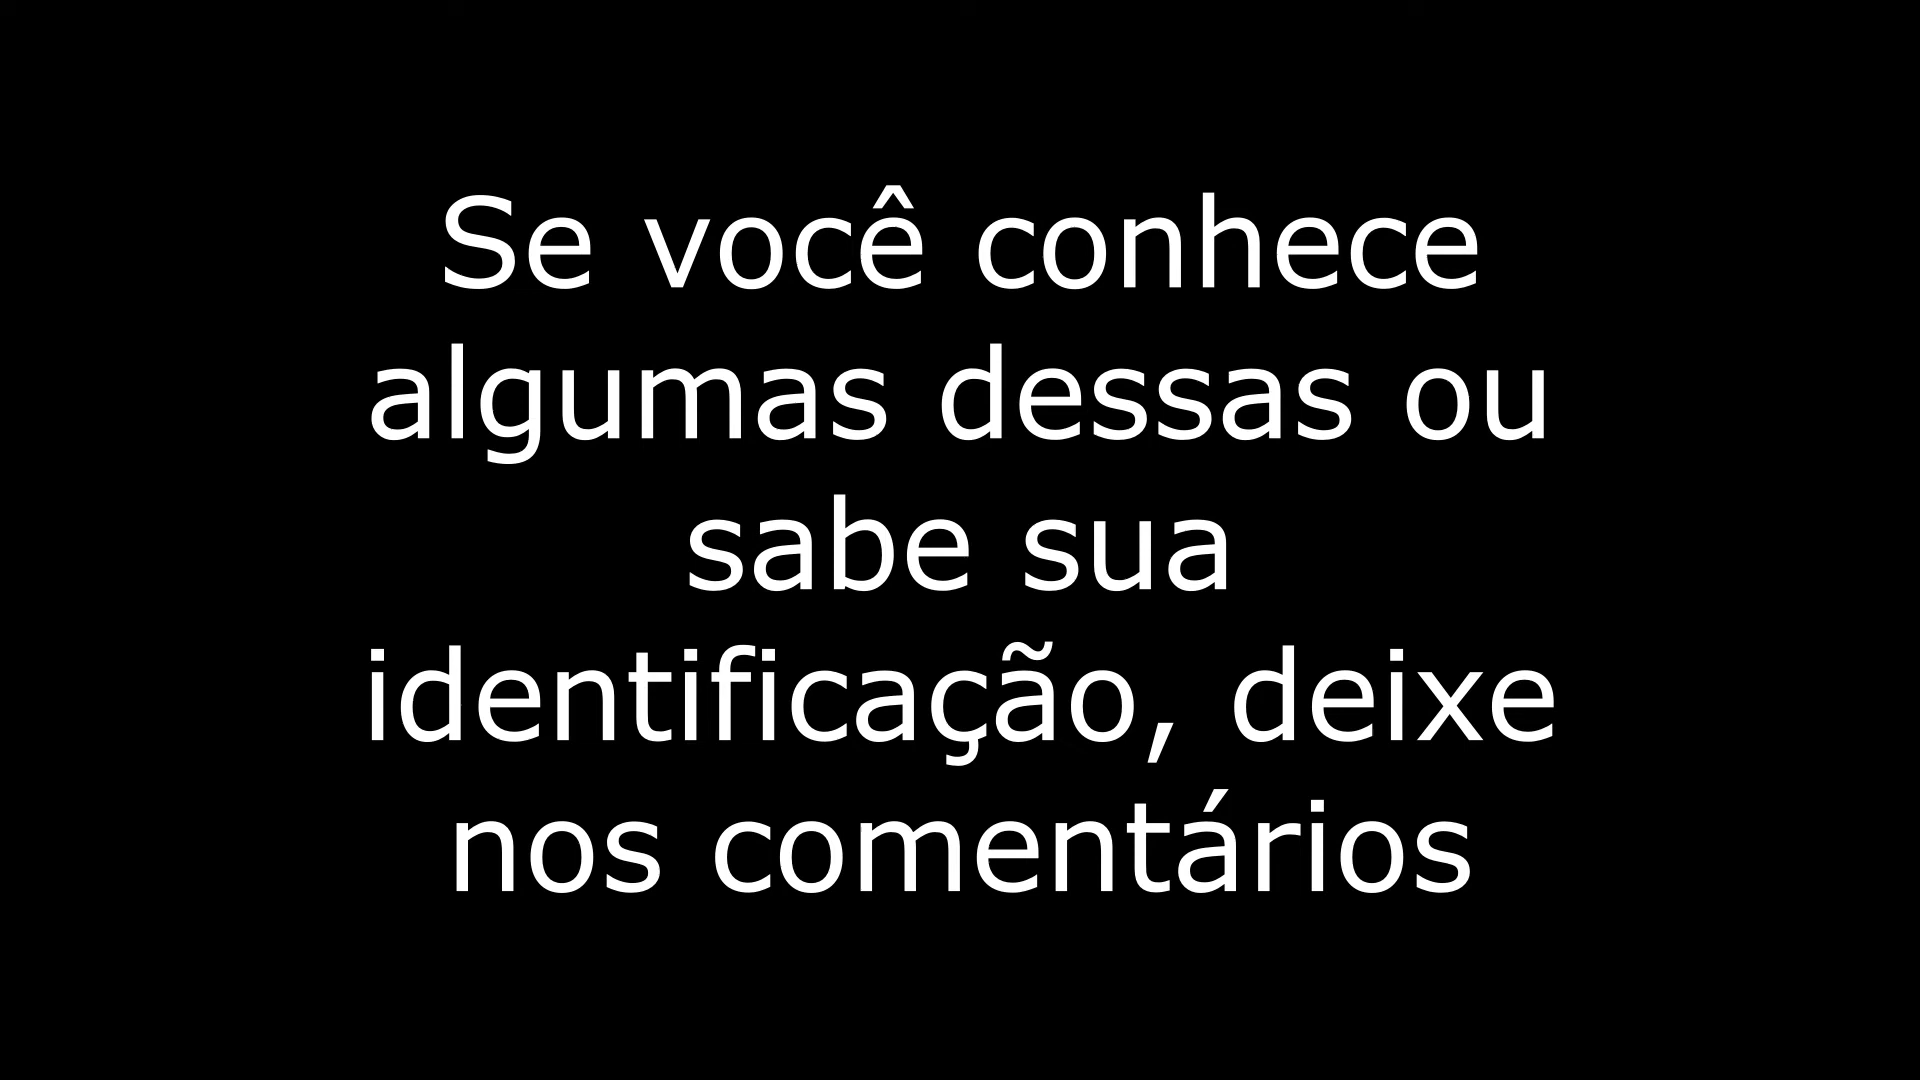 Se você conhece
algumas dessas ou
sabe sua
identificação, deixe
nos comentários